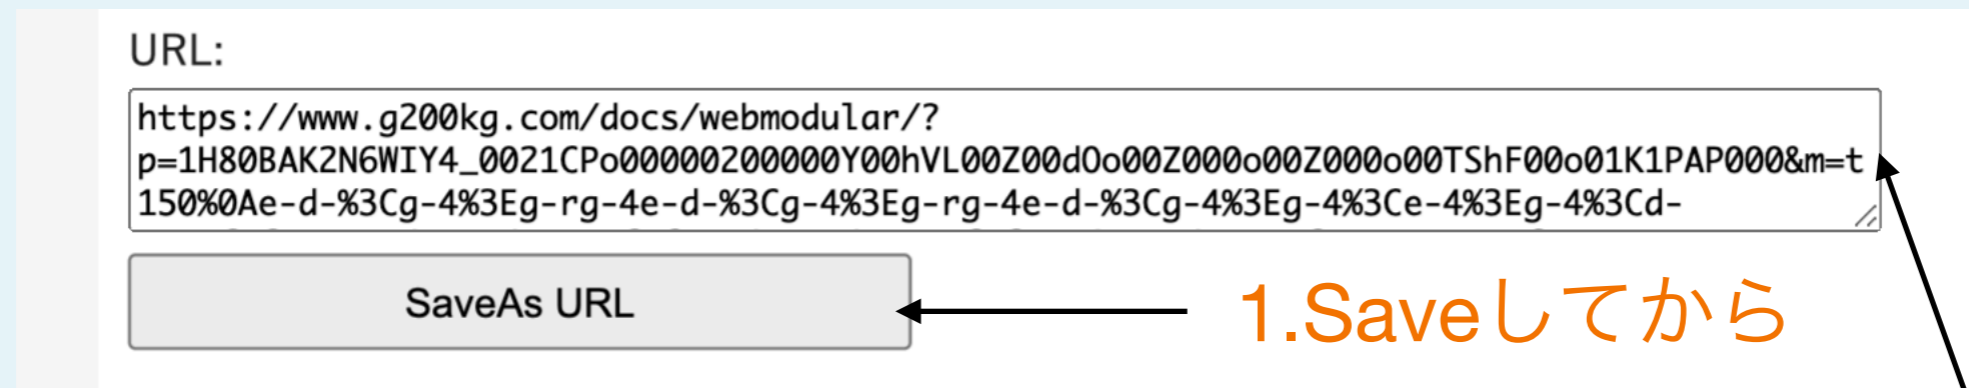 URL:
https://www.g200kg.com/docs/webmodular/?
p=1H80BAK2N6WIY4_0021CPo00000200000Y00hVL00Z00dOo00Z000o00Z000o00TShF00o01K1PAP000&m=t
150%0Ae-d-%3Cg-4%3Eg-rg-4e-d-%3Cg-4%3Eg-rg-4e-d-%3Cg-4%3Eg-4%3Ce-4%3Eg-4%3Cd-
SaveAs URL
1.Saveしてから